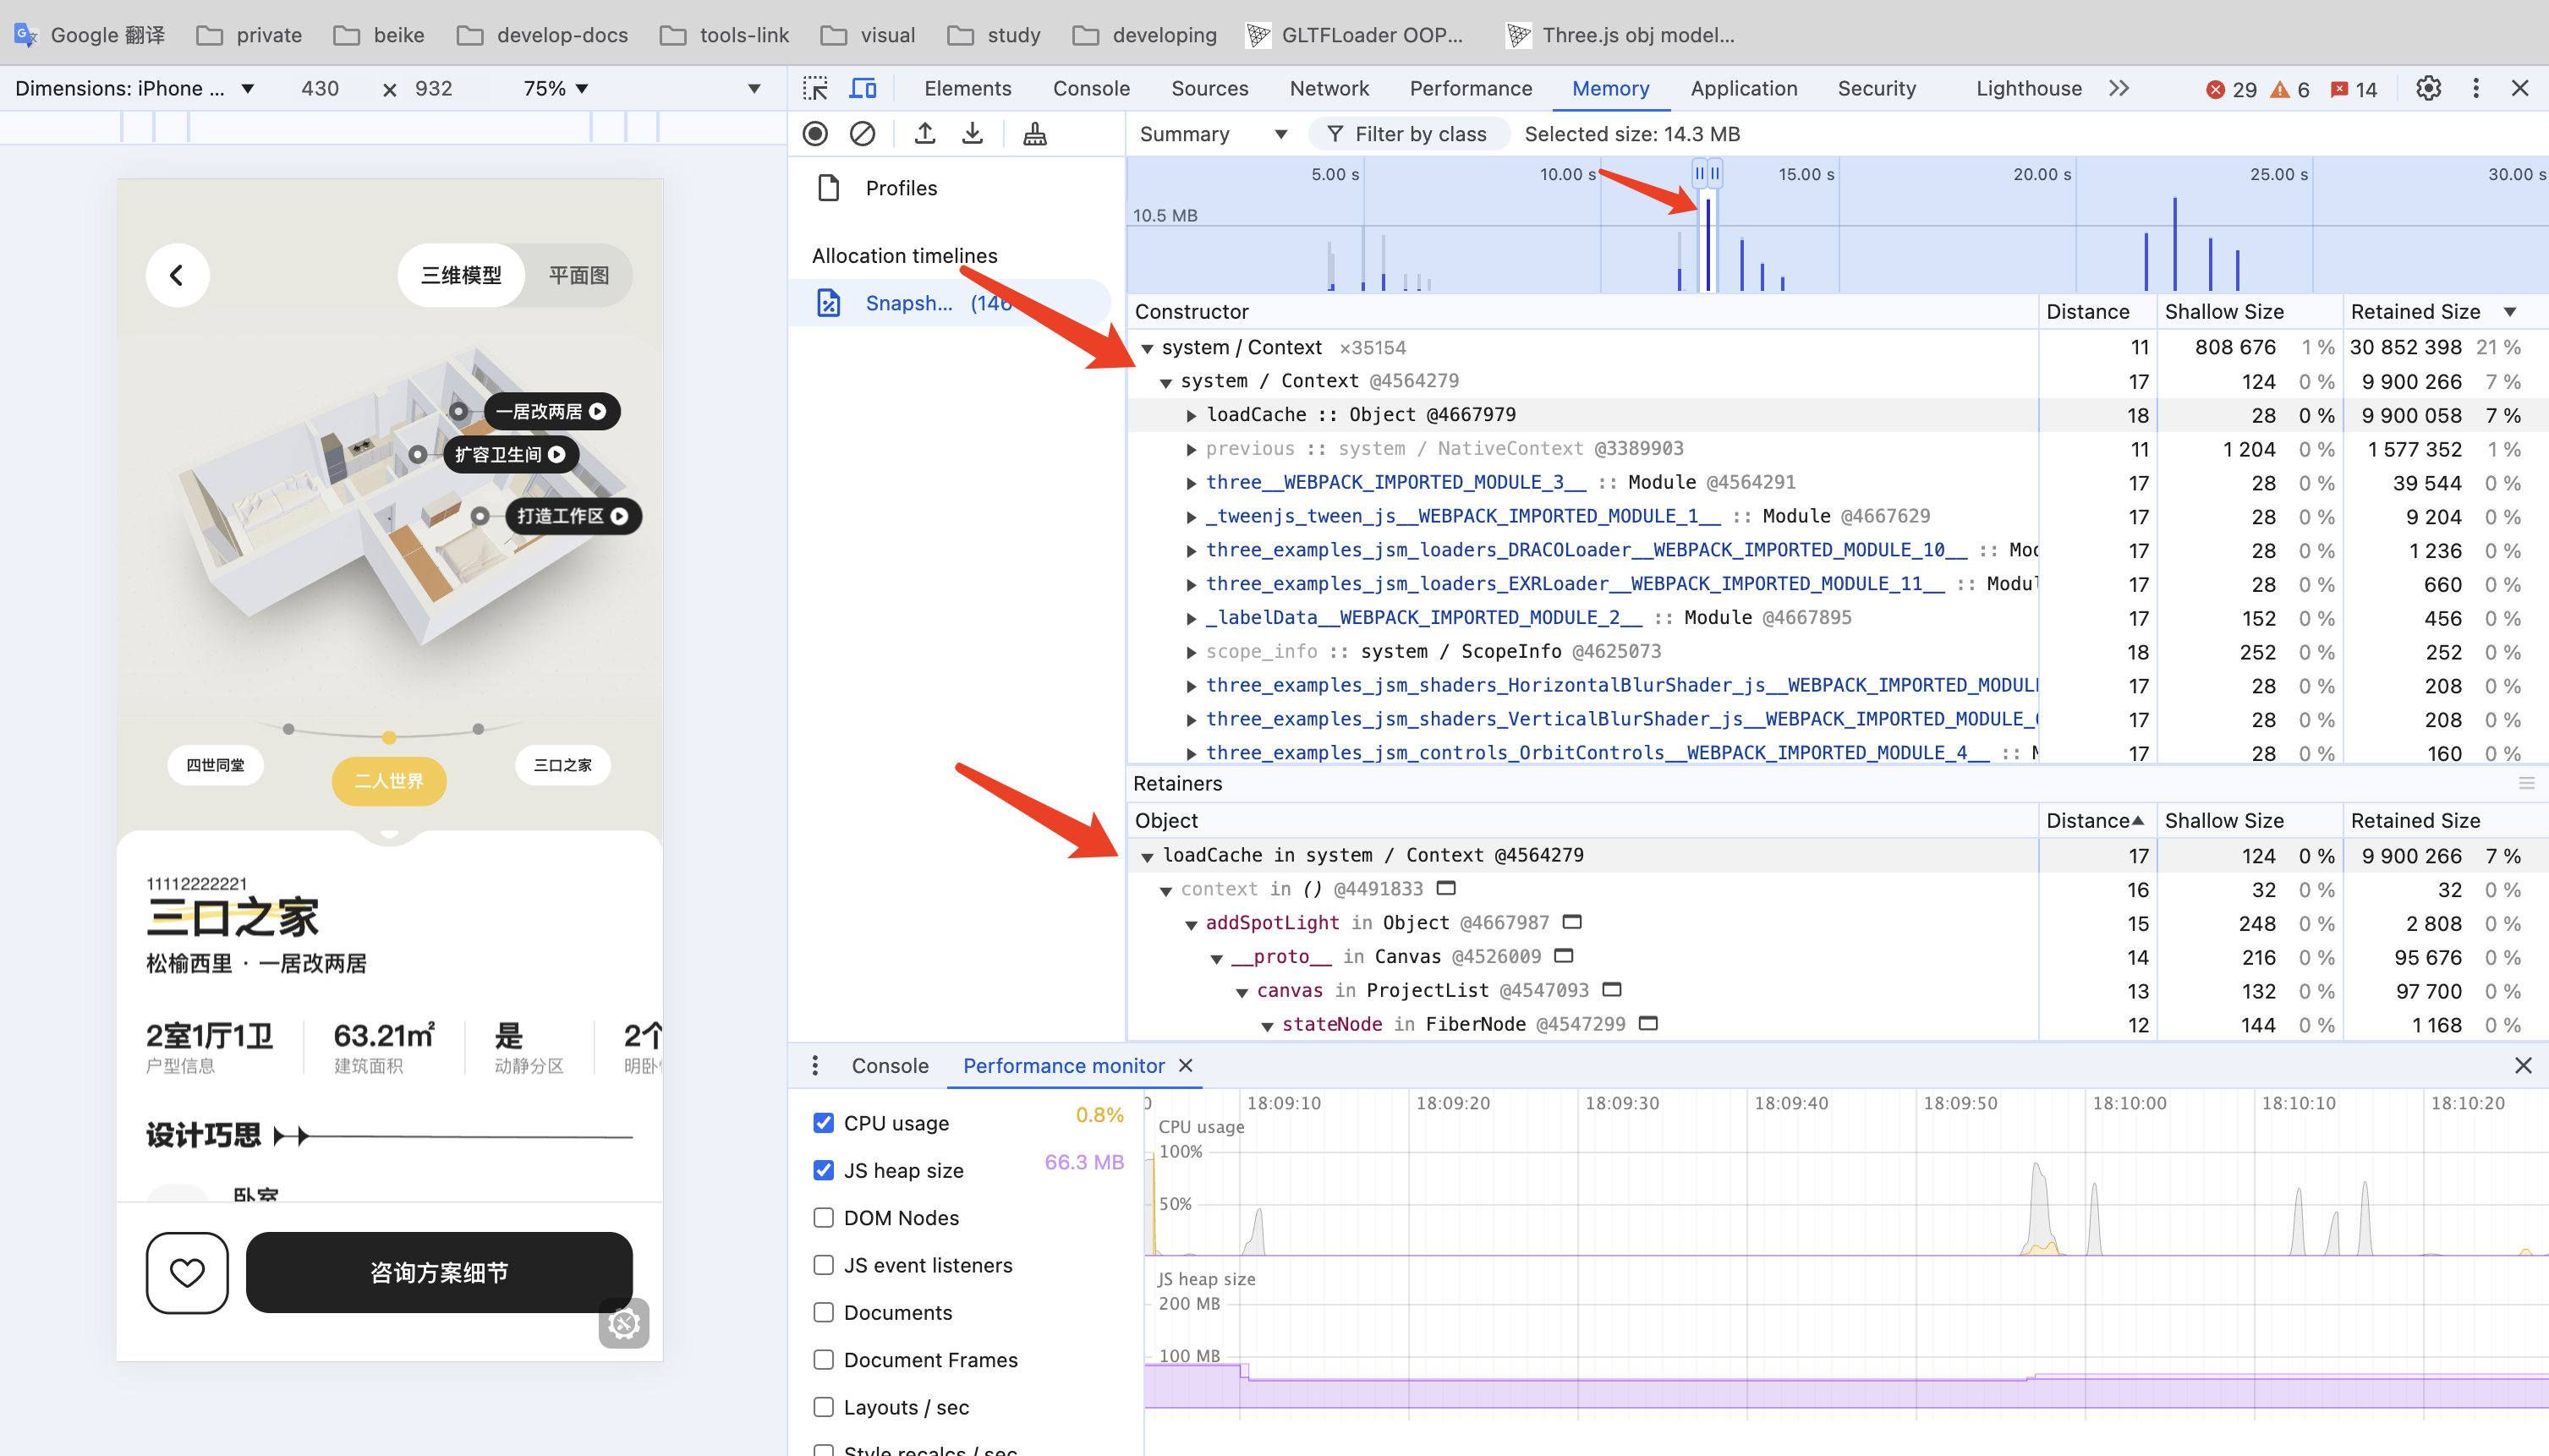 Google 翻译 private beike develop-docs tools-link visual study developing GLTFLoader OOP... Three.js obj model...
Dimensions: iPhone ... ▼ 430 × 932 75% ▼ ▼
Elements Console Sources Network Performance Memory Application Security Lighthouse >> 29 6 14
Summary ▼ Filter by class Selected size: 14.3 MB
Profiles
Allocation timelines
Snapsh... (146
5.00 s 10.00 s 15.00 s 20.00 s 25.00 s 30.00 s
10.5 MB
Constructor Distance Shallow Size Retained Size ▼
▼ system / Context ×35154 11 808 676 1 % 30 852 398 21 %
▼ system / Context @4564279 17 124 0 % 9 900 266 7 %
▶ loadCache :: Object @4667979 18 28 0 % 9 900 058 7 %
▶ previous :: system / NativeContext @3389903 11 1 204 0 % 1 577 352 1 %
▶ three__WEBPACK_IMPORTED_MODULE_3__ :: Module @4564291 17 28 0 % 39 544 0 %
▶ _tweenjs_tween_js__WEBPACK_IMPORTED_MODULE_1__ :: Module @4667629 17 28 0 % 9 204 0 %
▶ three_examples_jsm_loaders_DRACOLoader__WEBPACK_IMPORTED_MODULE_10__ :: Mod 17 28 0 % 1 236 0 %
▶ three_examples_jsm_loaders_EXRLoader__WEBPACK_IMPORTED_MODULE_11__ :: Modul 17 28 0 % 660 0 %
▶ _labelData__WEBPACK_IMPORTED_MODULE_2__ :: Module @4667895 17 152 0 % 456 0 %
▶ scope_info :: system / ScopeInfo @4625073 18 252 0 % 252 0 %
▶ three_examples_jsm_shaders_HorizontalBlurShader_js__WEBPACK_IMPORTED_MODUL 17 28 0 % 208 0 %
▶ three_examples_jsm_shaders_VerticalBlurShader_js__WEBPACK_IMPORTED_MODULE_ 17 28 0 % 208 0 %
▶ three_examples_jsm_controls_OrbitControls__WEBPACK_IMPORTED_MODULE_4__ :: M 17 28 0 % 160 0 %
Retainers
Object Distance▲ Shallow Size Retained Size
▼ loadCache in system / Context @4564279 17 124 0 % 9 900 266 7 %
▼ context in () @4491833 16 32 0 % 32 0 %
▼ addSpotLight in Object @4667987 15 248 0 % 2 808 0 %
▼ __proto__ in Canvas @4526009 14 216 0 % 95 676 0 %
▼ canvas in ProjectList @4547093 13 132 0 % 97 700 0 %
▼ stateNode in FiberNode @4547299 12 144 0 % 1 168 0 %
Console Performance monitor ×
CPU usage 0.8%
JS heap size 66.3 MB
DOM Nodes
JS event listeners
Documents
Document Frames
Layouts / sec
Style recalcs / sec
0 18:09:10 18:09:20 18:09:30 18:09:40 18:09:50 18:10:00 18:10:10 18:10:20
CPU usage
100%
50%
JS heap size
200 MB
100 MB
三维模型 平面图
一居改两居
扩容卫生间
打造工作区
四世同堂 二人世界 三口之家
11112222221
三口之家
松榆西里 · 一居改两居
2室1厅1卫 63.21㎡ 是 2个
户型信息 建筑面积 动静分区 明卧
设计巧思
卧室
咨询方案细节